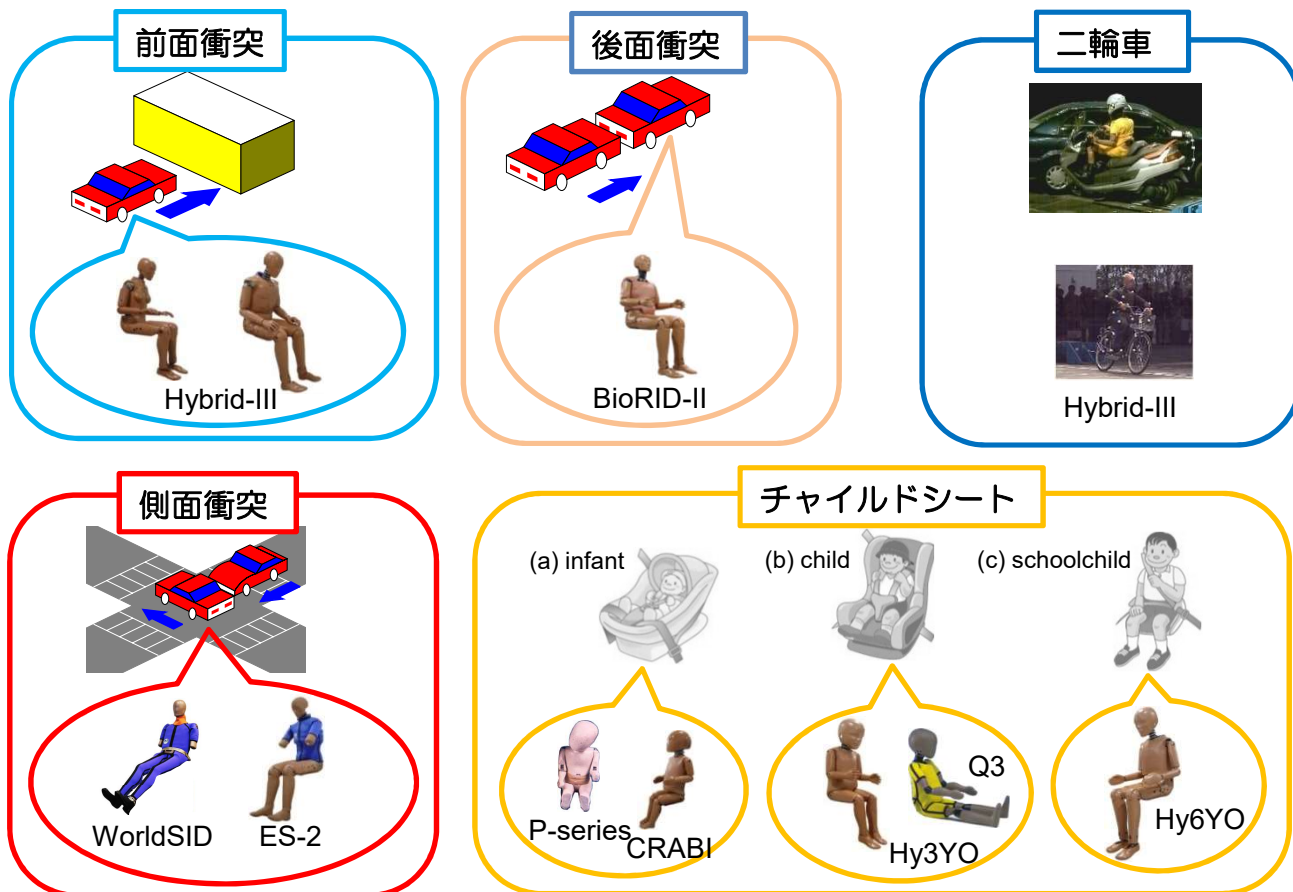 前面衝突
Hybrid-III
後面衝突
BioRID-II
二輪車
Hybrid-III
側面衝突
WorldSID
ES-2
チャイルドシート
(a) infant
(b) child
(c) schoolchild
P-series
CRABI
Hy3YO
Q3
Hy6YO